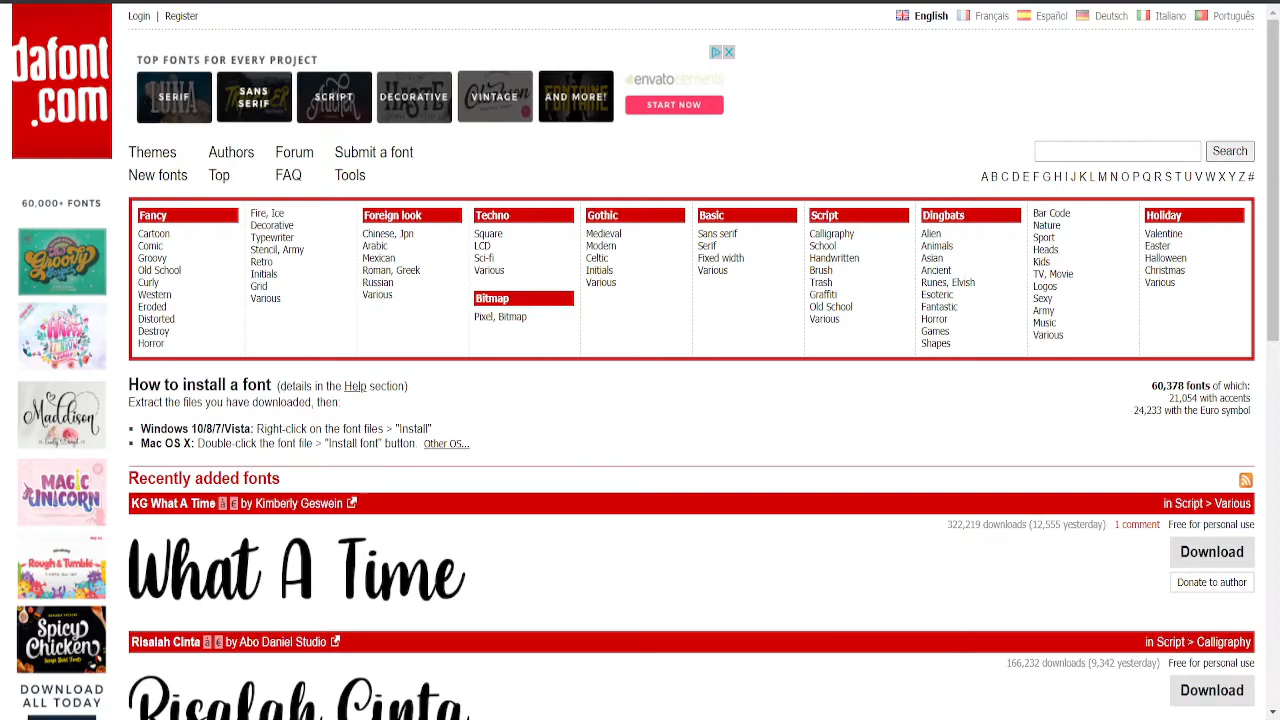 dafont
.com
Login | Register
English Français Español Deutsch Italiano Português
TOP FONTS FOR EVERY PROJECT
SERIF
SANS SERIF
SCRIPT
DECORATIVE
VINTAGE
AND MORE!
envato elements
START NOW
Themes Authors Forum Submit a font
New fonts Top FAQ Tools
Search
A B C D E F G H I J K L M N O P Q R S T U V W X Y Z #
60,000+ FONTS
Groovy
Maddison
MAGIC UNICORN
Rough & Tumble
Spicy Chicken
DOWNLOAD
ALL TODAY
Fancy
Cartoon
Comic
Groovy
Old School
Curly
Western
Eroded
Distorted
Destroy
Horror
Fire, Ice
Decorative
Typewriter
Stencil, Army
Retro
Initials
Grid
Various
Foreign look
Chinese, Jpn
Arabic
Mexican
Roman, Greek
Russian
Various
Techno
Square
LCD
Sci-fi
Various
Bitmap
Pixel, Bitmap
Gothic
Medieval
Modern
Celtic
Initials
Various
Basic
Sans serif
Serif
Fixed width
Various
Script
Calligraphy
School
Handwritten
Brush
Trash
Graffiti
Old School
Various
Dingbats
Alien
Animals
Asian
Ancient
Runes, Elvish
Esoteric
Fantastic
Horror
Games
Shapes
Bar Code
Nature
Sport
Heads
Kids
TV, Movie
Logos
Sexy
Army
Music
Various
Holiday
Valentine
Easter
Halloween
Christmas
Various
How to install a font (details in the Help section)
Extract the files you have downloaded, then:
Windows 10/8/7/Vista: Right-click on the font files > "Install"
Mac OS X: Double-click the font file > "Install font" button. Other OS...
60,378 fonts of which:
21,054 with accents
24,233 with the Euro symbol
Recently added fonts
KG What A Time à € by Kimberly Geswein
in Script > Various
322,219 downloads (12,555 yesterday) 1 comment Free for personal use
What A Time
Download
Donate to author
Risalah Cinta à € by Abo Daniel Studio
in Script > Calligraphy
166,232 downloads (9,342 yesterday) Free for personal use
Risalah Cinta
Download